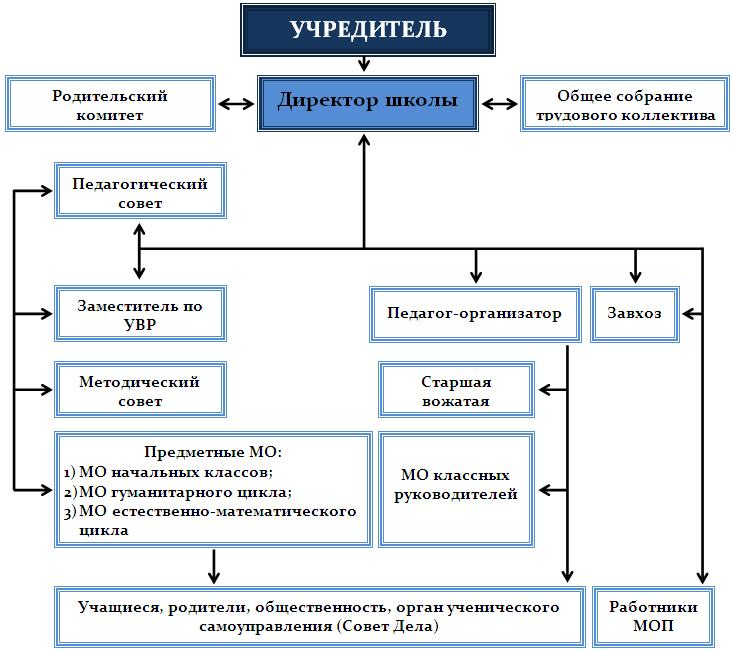 УЧРЕДИТЕЛЬ
Родительский
комитет
Директор школы
Общее собрание
трудового коллектива
Педагогический
совет
Заместитель по
УВР
Педагог-организатор
Завхоз
Методический
совет
Старшая
вожатая
Предметные МО:
1) МО начальных классов;
2) МО гуманитарного цикла;
3) МО естественно-математического
цикла
МО классных
руководителей
Учащиеся, родители, общественность, орган ученического
самоуправления (Совет Дела)
Работники
МОП